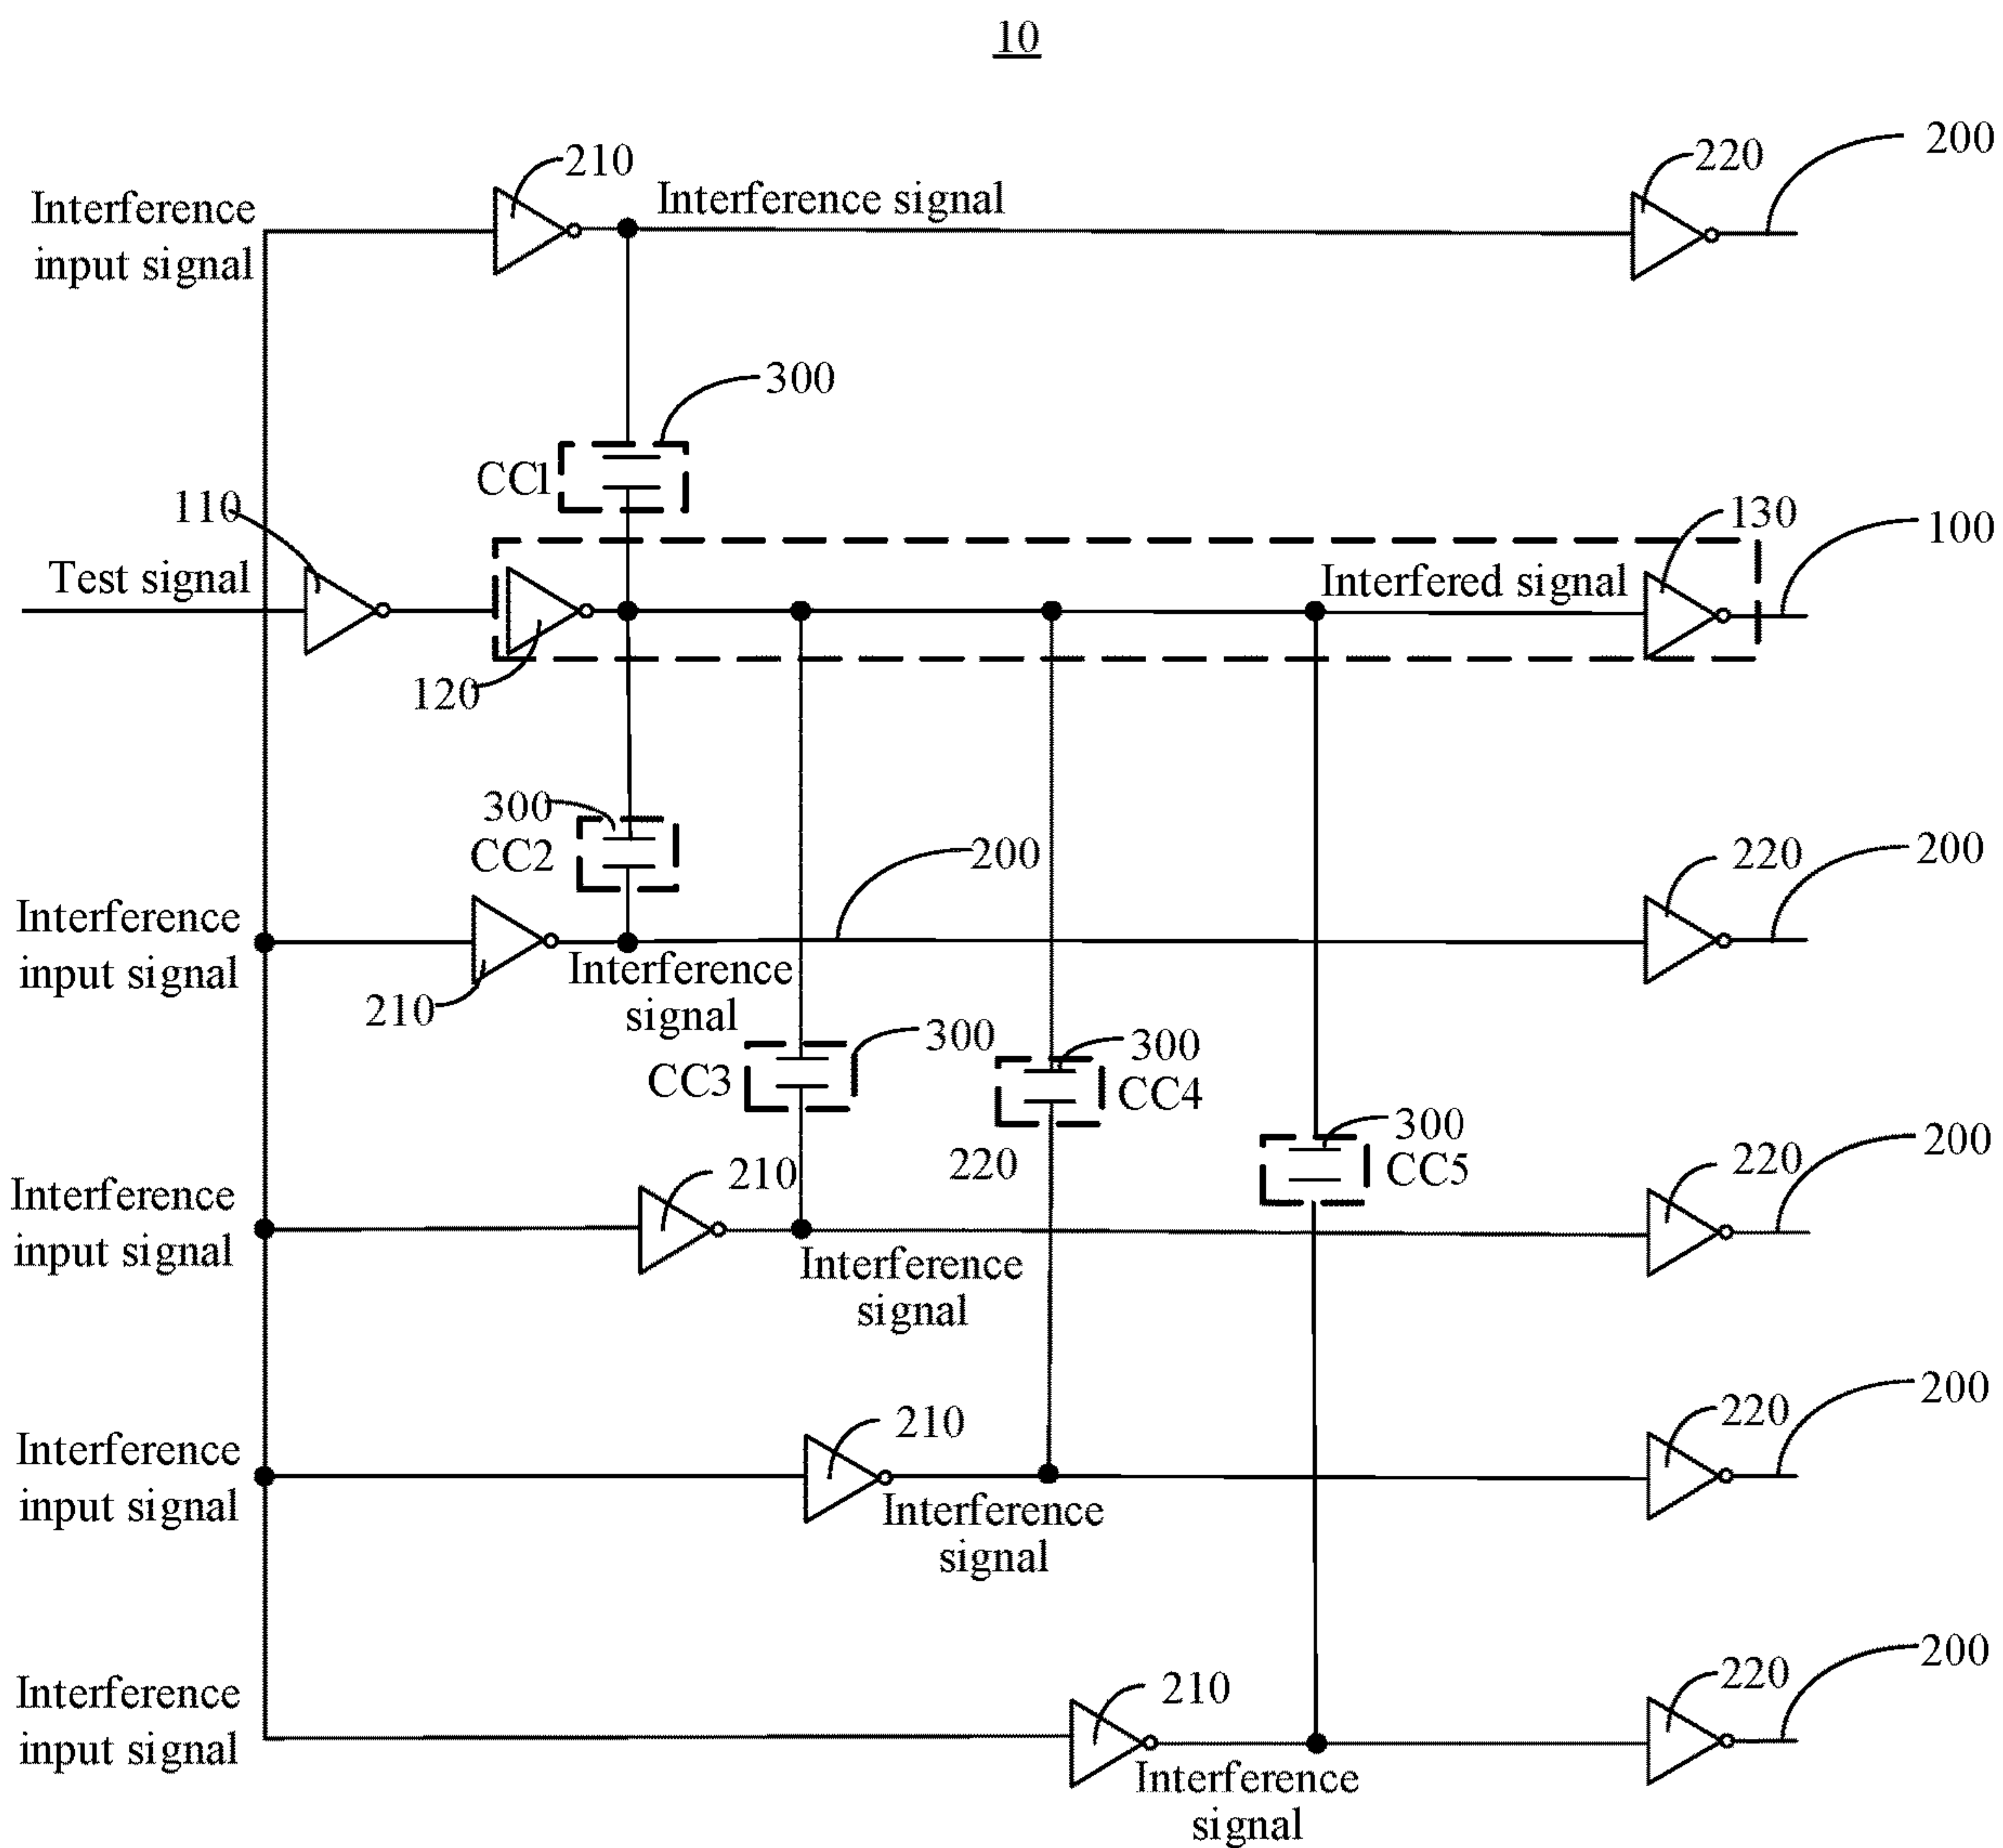 10
210
220
200
Interference
input signal
Interference signal
300
CC1
110
130
100
Test signal
Interfered signal
120
300
CC2
200
220
200
Interference
input signal
210
Interference
signal
300
CC3
300
CC4
220
300
CC5
220
200
210
Interference
input signal
Interference
signal
210
220
200
Interference
input signal
Interference
signal
210
220
200
Interference
input signal
Interference
signal